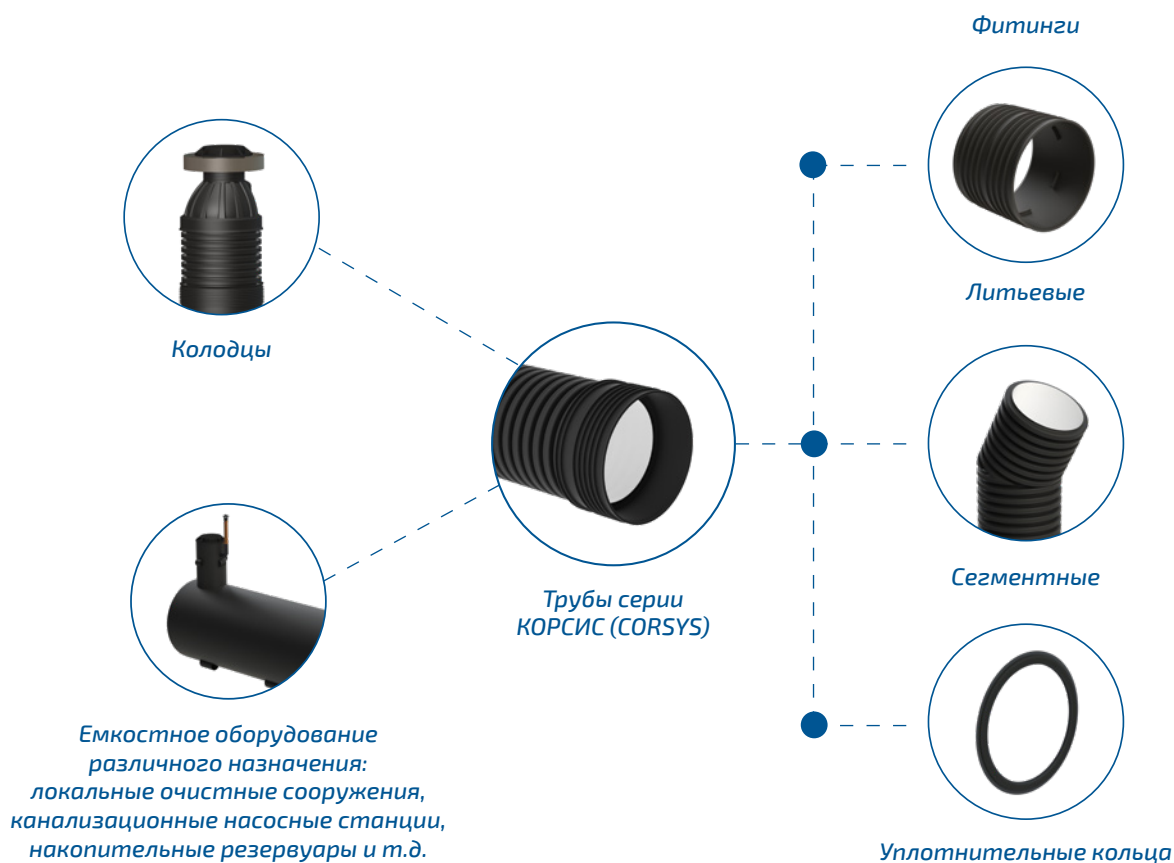 Фитинги
Колодцы
Литьевые
Трубы серии
КОРСИС (CORSYS)
Сегментные
Емкостное оборудование
различного назначения:
локальные очистные сооружения,
канализационные насосные станции,
накопительные резервуары и т.д.
Уплотнительные кольца